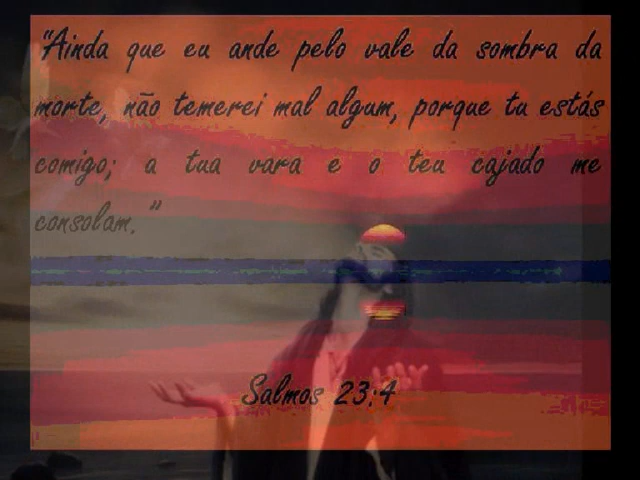 "Ainda que eu ande pelo vale da sombra da
morte, não temerei mal algum, porque tu estás
comigo; a tua vara e o teu cajado me
consolam."
Salmos 23:4